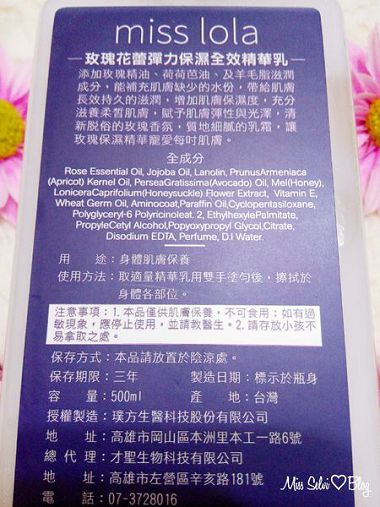 miss lola
玫瑰花蕾彈力保濕全效精華乳
添加玫瑰精油、荷荷芭油、及羊毛脂滋潤
成分，能補充肌膚缺少的水份，帶給肌膚
長效持久的滋潤，增加肌膚保濕度，充分
滋養柔皙肌膚，賦予肌膚彈性與光澤，清
新脫俗的玫瑰香氛，質地細膩的乳霜，讓
玫瑰保濕精華寵愛每吋肌膚。
全成分
Rose Essential Oil, Jojoba Oil, Lanolin, PrunusArmeniaca
(Apricot) Kernel Oil, PerseaGratissima(Avocado) Oil, Mel(Honey),
LoniceraCaprifolium(Honeysuckle) Flower Extract, Vitamin E,
Wheat Germ Oil, Aminocoat,Paraffin Oil,Cyclopentasiloxane,
Polyglyceryl-6 Polyricinoleat. 2, EthylhexylePalmitate,
PropyleCetyl Alcohol,Popyoxypropyl Glycol,Citrate,
Disodium EDTA, Perfume, D.I Water.
用 途：身體肌膚保養
使用方法：取適量精華乳用雙手塗勻後，擦拭於
身體各部位。
注意事項：1.本品僅供肌膚保養，不可食用；如有過
敏現象，應停止使用，並請教醫生。2.請存放小孩不
易拿取之處。
保存方式：本品請放置於陰涼處。
保存期限：三年 製造日期：標示於瓶身
容 量：500ml 產 地：台灣
授權製造：璞方生醫科技股份有限公司
地 址：高雄市岡山區本洲里本工一路6號
總 代 理：才聖生物科技有限公司
地 址：高雄市左營區辛亥路181號
電 話：07-3728016
Miss Selvi♡Blog